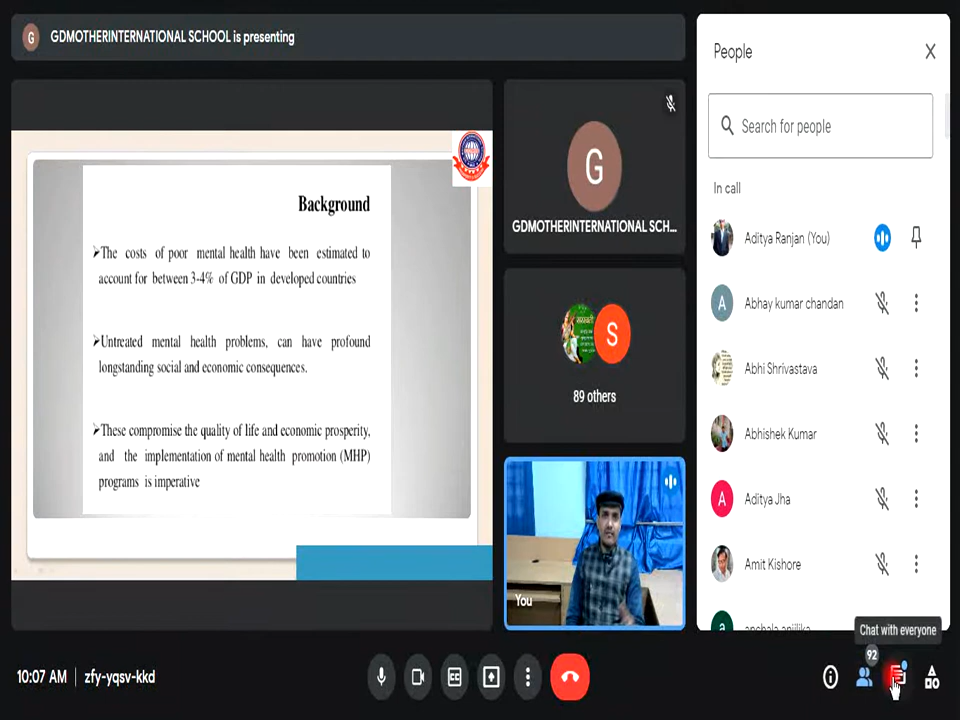 G GDMOTHERINTERNATIONAL SCHOOL is presenting
Background
➢The costs of poor mental health have been estimated to
account for between 3-4% of GDP in developed countries
➢Untreated mental health problems, can have profound
longstanding social and economic consequences.
➢These compromise the quality of life and economic prosperity,
and the implementation of mental health promotion (MHP)
programs is imperative
G
GDMOTHERINTERNATIONAL SCH...
S
89 others
You
People
Search for people
In call
Aditya Ranjan (You)
A Abhay kumar chandan
Abhi Shrivastava
Abhishek Kumar
A Aditya Jha
Amit Kishore
Chat with everyone
10:07 AM | zfy-yqsv-kkd
92